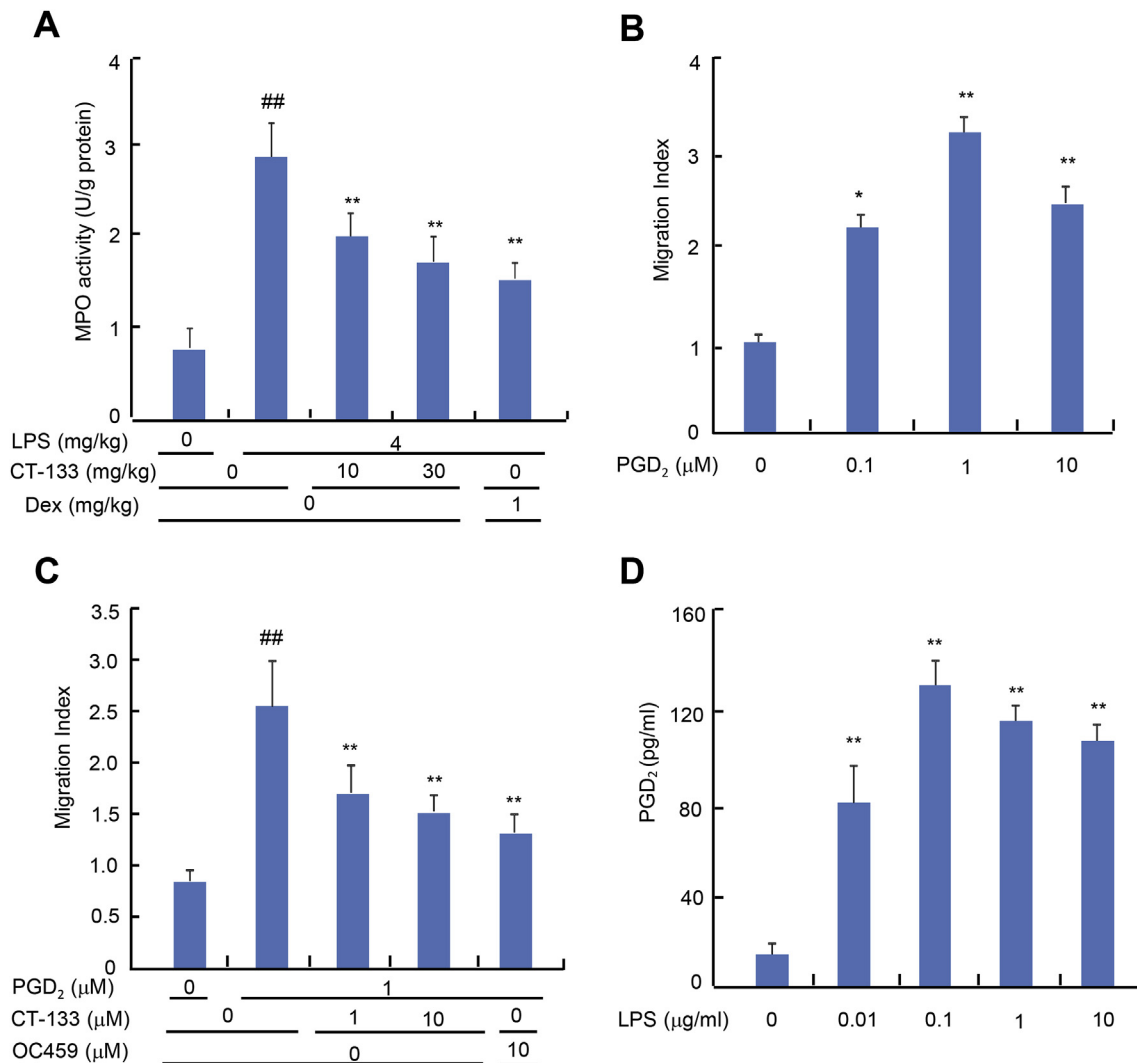 A
4
3
2
1
0
MPO activity (U/g protein)
##
**
**
**
LPS (mg/kg) 0 4
CT-133 (mg/kg) 0 10 30 0
Dex (mg/kg) 0 1
B
4
3
2
1
0
Migration Index
*
**
**
PGD₂ (μM) 0 0.1 1 10
C
3.5
3.0
2.5
2.0
1.5
1.0
0.5
0
Migration Index
##
**
**
**
PGD₂ (μM) 0 1
CT-133 (μM) 0 1 10 0
OC459 (μM) 0 10
D
160
120
80
40
0
PGD₂ (pg/ml)
**
**
**
**
LPS (μg/ml) 0 0.01 0.1 1 10